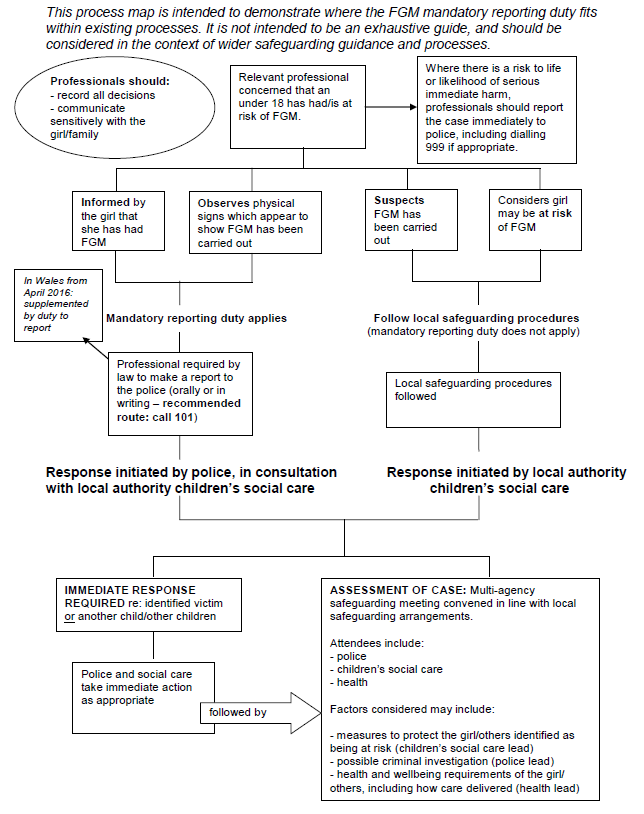 This process map is intended to demonstrate where the FGM mandatory reporting duty fits
within existing processes. It is not intended to be an exhaustive guide, and should be
considered in the context of wider safeguarding guidance and processes.
Professionals should:
- record all decisions
- communicate
sensitively with the
girl/family
Relevant professional
concerned that an
under 18 has had/is at
risk of FGM.
Where there is a risk to life
or likelihood of serious
immediate harm,
professionals should report
the case immediately to
police, including dialling
999 if appropriate.
Informed by
the girl that
she has had
FGM
Observes physical
signs which appear to
show FGM has been
carried out
Suspects
FGM has
been carried
out
Considers girl
may be at risk
of FGM
In Wales from
April 2016:
supplemented
by duty to
report
Mandatory reporting duty applies
Follow local safeguarding procedures
(mandatory reporting duty does not apply)
Professional required by
law to make a report to
the police (orally or in
writing – recommended
route: call 101)
Local safeguarding procedures
followed
Response initiated by police, in consultation
with local authority children's social care
Response initiated by local authority
children's social care
IMMEDIATE RESPONSE
REQUIRED re: identified victim
or another child/other children
Police and social care
take immediate action
as appropriate
followed by
ASSESSMENT OF CASE: Multi-agency
safeguarding meeting convened in line with local
safeguarding arrangements.
Attendees include:
- police
- children's social care
- health
Factors considered may include:
- measures to protect the girl/others identified as
being at risk (children's social care lead)
- possible criminal investigation (police lead)
- health and wellbeing requirements of the girl/
others, including how care delivered (health lead)